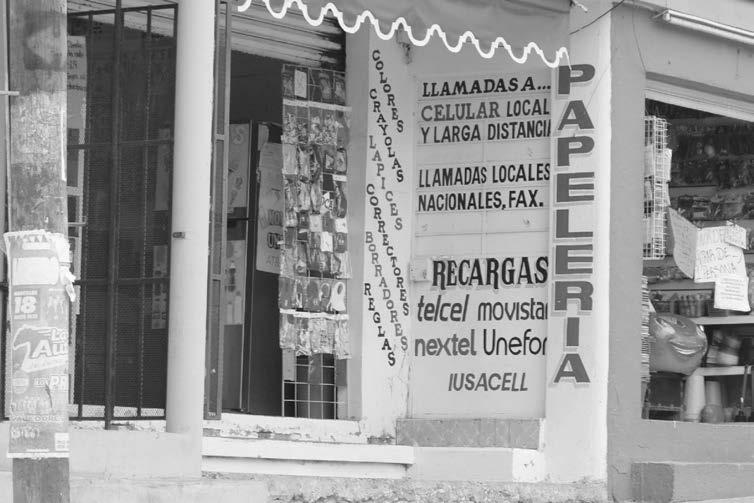 COLORES
CRAYOLAS
LAPICES
CORRECTORES
BORRADORES
REGLAS
LLAMADAS A...
CELULAR LOCAL
Y LARGA DISTANCIA
LLAMADAS LOCALES
NACIONALES, FAX.
RECARGAS
telcel movistar
nextel Unefon
IUSACELL
PAPELERIA
18